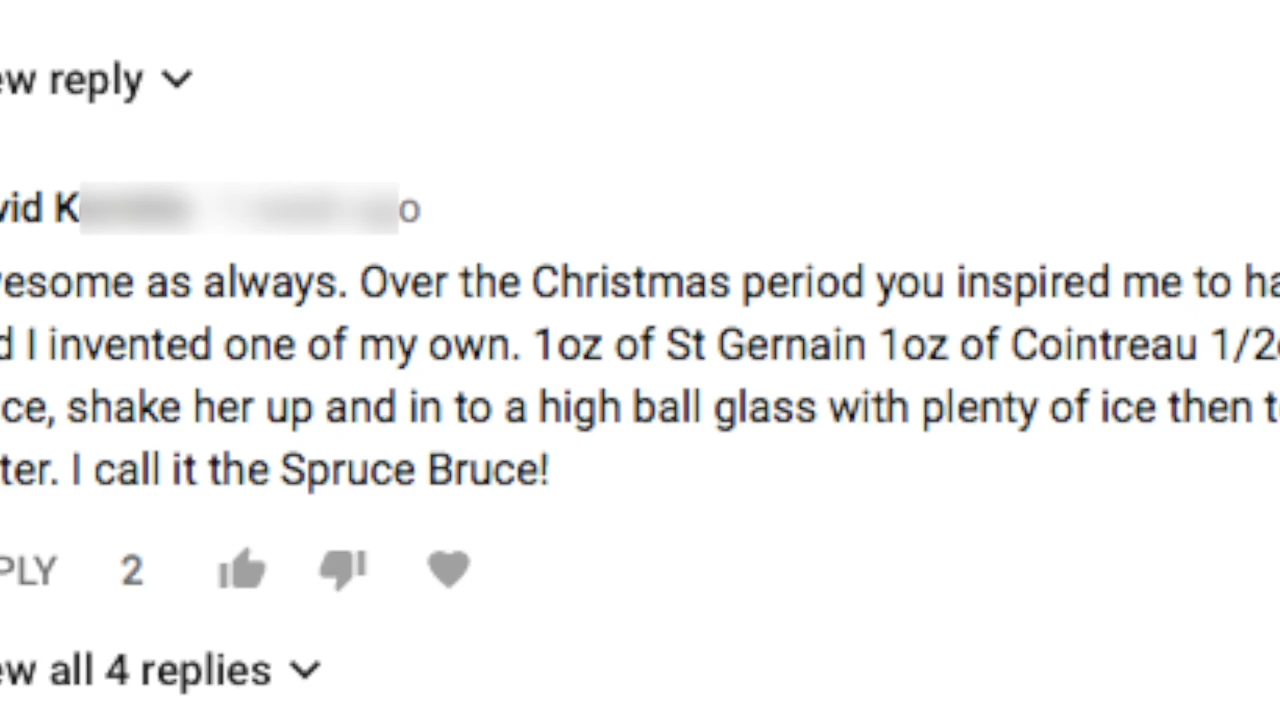 ew reply
vid K o
vesome as always. Over the Christmas period you inspired me to ha
d I invented one of my own. 1oz of St Gernain 1oz of Cointreau 1/2
ce, shake her up and in to a high ball glass with plenty of ice then t
ter. I call it the Spruce Bruce!
PLY 2
ew all 4 replies